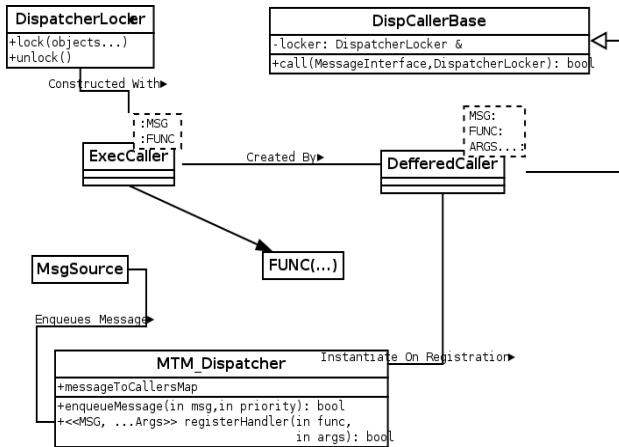 DispatcherLocker
+lock(objects...)
+unlock()
DispCallerBase
-locker: DispatcherLocker &
+call(MessageInterface,DispatcherLocker): bool
Constructed With
:MSG
:FUNC
ExecCaller
Created By
MSG:
FUNC:
ARGS...:
DefferedCaller
FUNC(...)
MsgSource
Enqueues Message
Instantiate On Registration
MTM_Dispatcher
+messageToCallersMap
+enqueueMessage(in msg,in priority): bool
+<<MSG, ...Args>> registerHandler(in func,
in args): bool